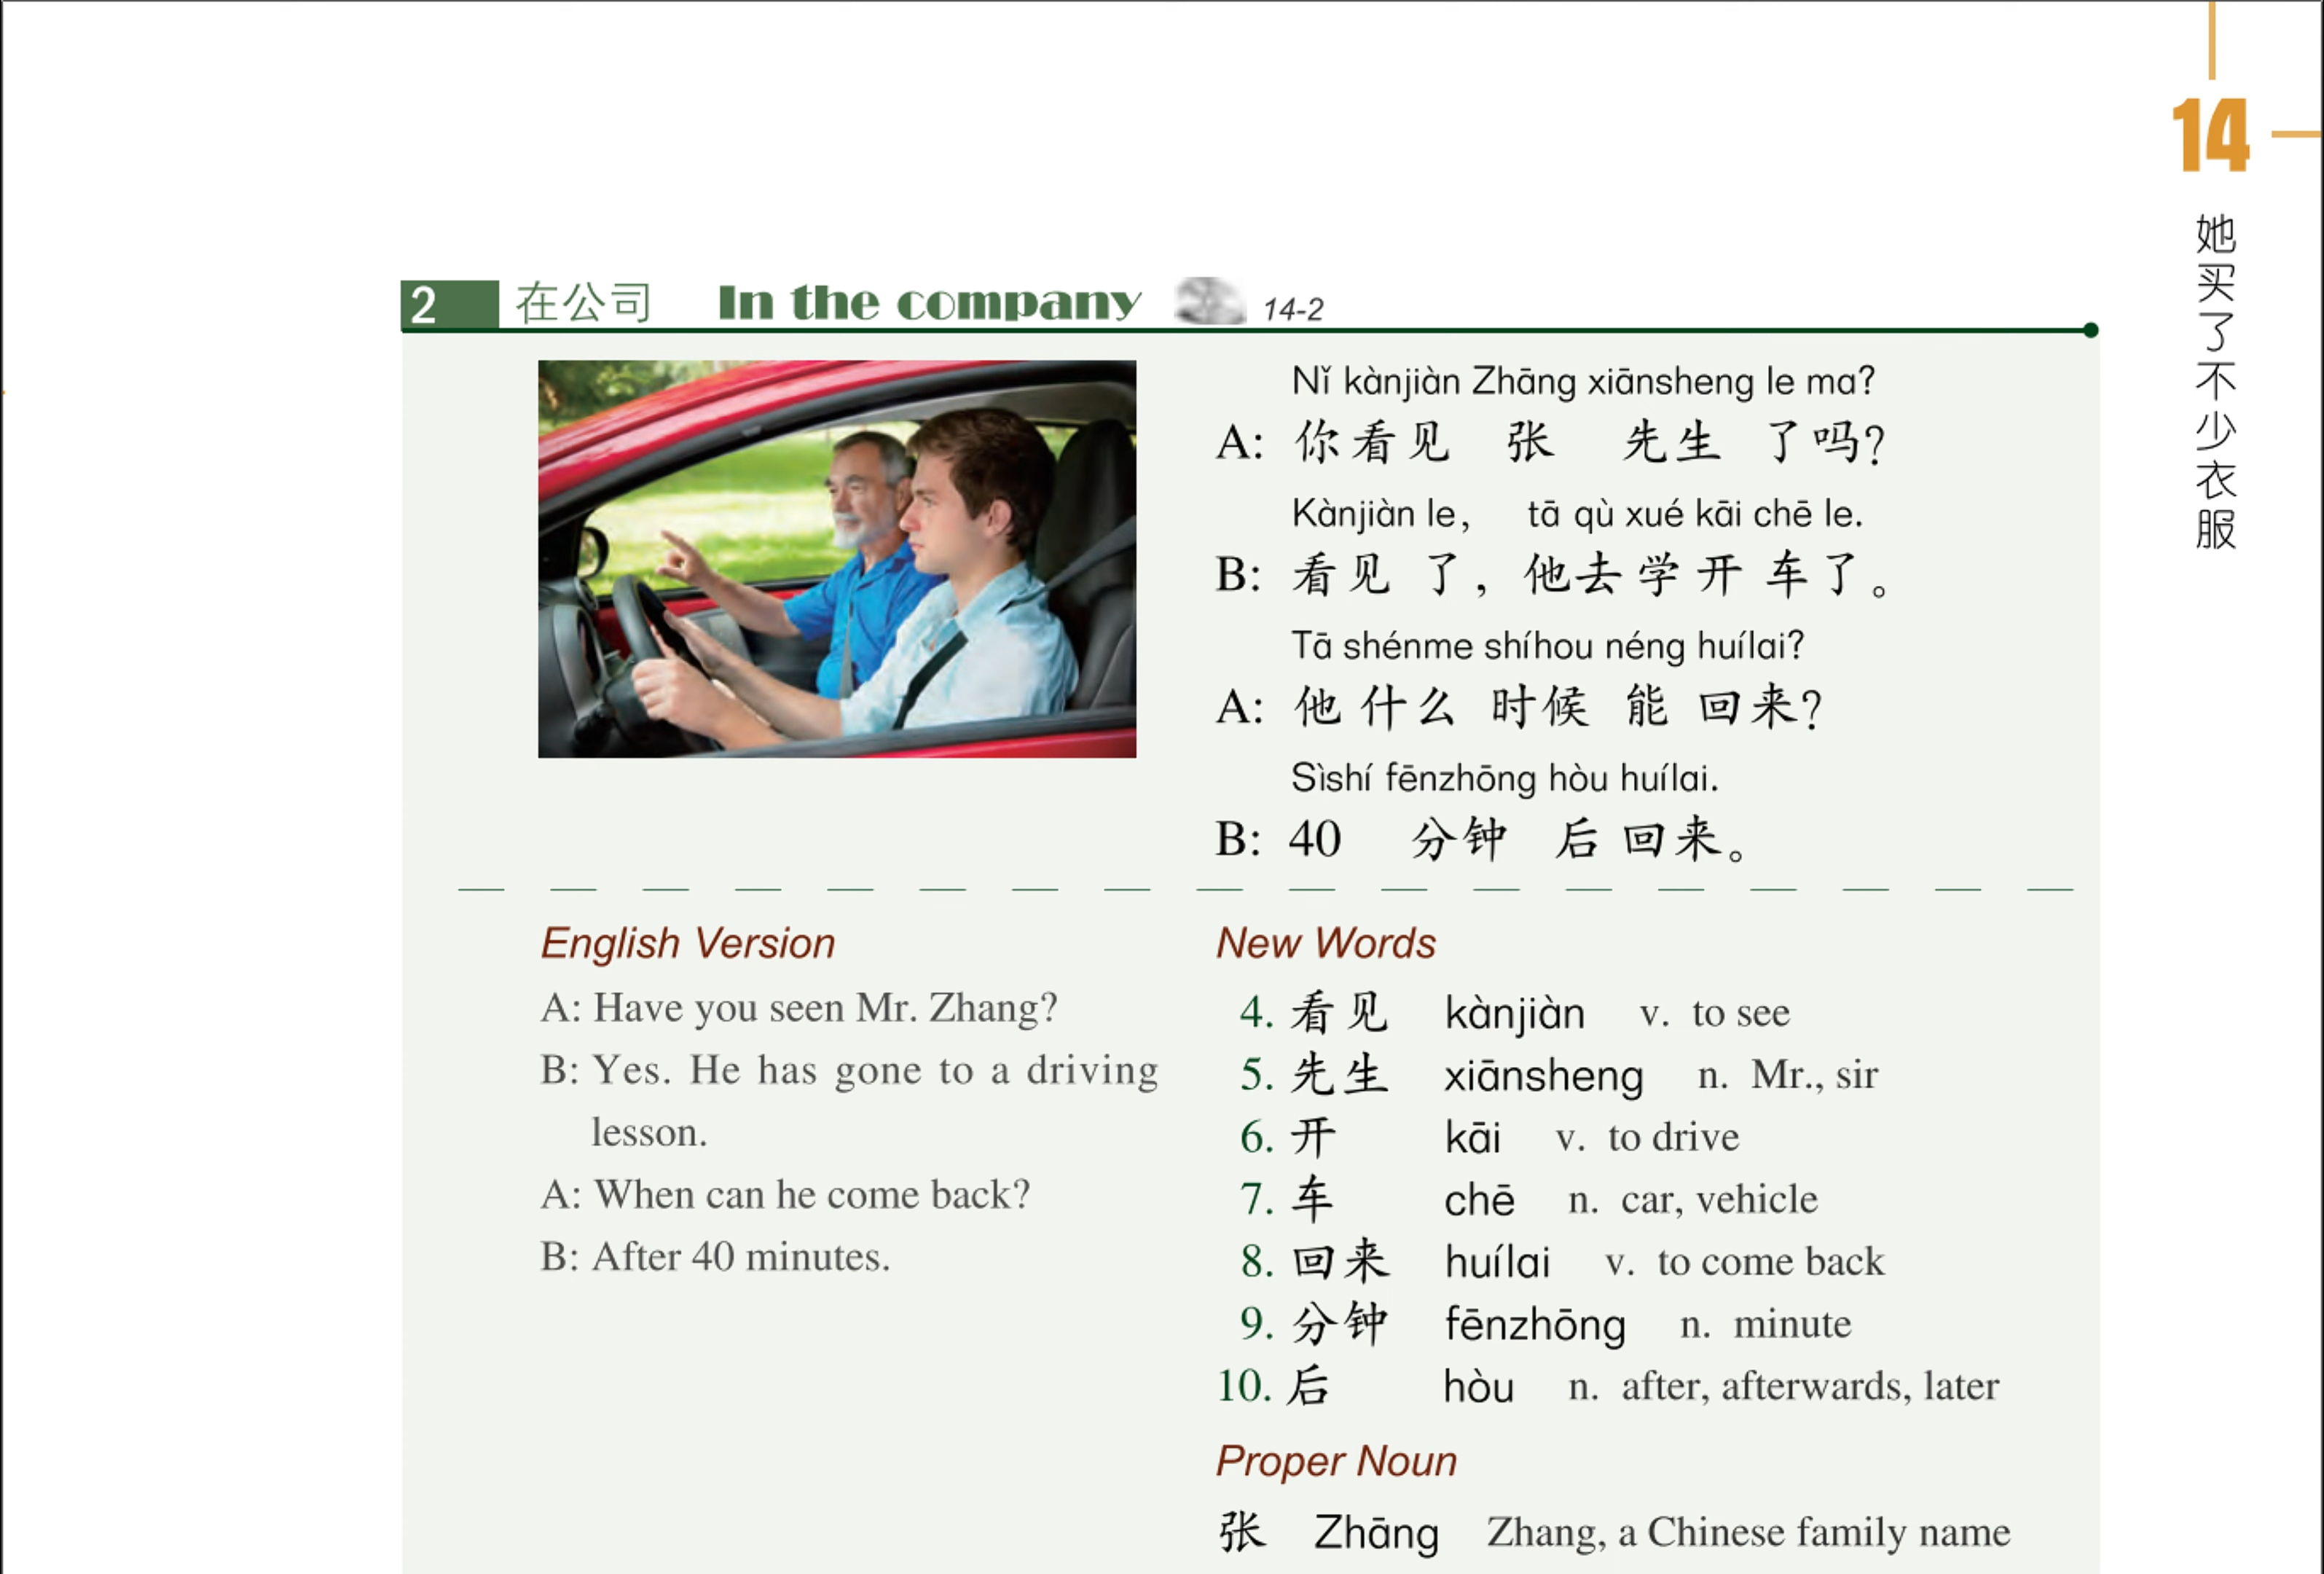 14
她买了不少衣服
2 在公司 In the company 14-2
Nǐ kànjiàn Zhāng xiānsheng le ma?
A: 你看见 张 先生 了吗？
Kànjiàn le, tā qù xué kāi chē le.
B: 看见 了，他去学开车了。
Tā shénme shíhou néng huílai?
A: 他 什么 时候 能 回来？
Sìshí fēnzhōng hòu huílai.
B: 40 分钟 后 回来。
English Version
A: Have you seen Mr. Zhang?
B: Yes. He has gone to a driving
lesson.
A: When can he come back?
B: After 40 minutes.
New Words
4. 看见 kànjiàn v. to see
5. 先生 xiānsheng n. Mr., sir
6. 开 kāi v. to drive
7. 车 chē n. car, vehicle
8. 回来 huílai v. to come back
9. 分钟 fēnzhōng n. minute
10. 后 hòu n. after, afterwards, later
Proper Noun
张 Zhāng Zhang, a Chinese family name